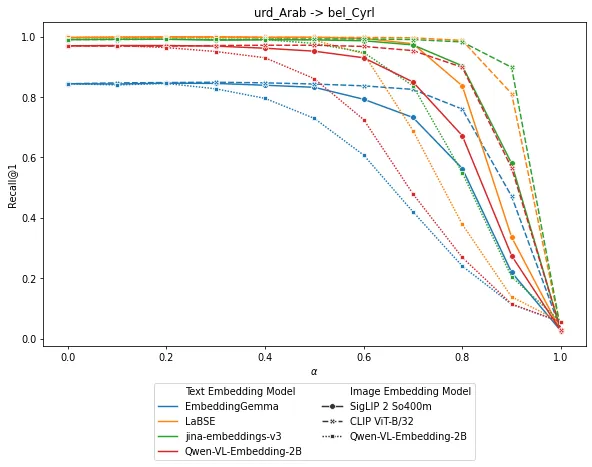 urd_Arab -> bel_Cyrl
Recall@1
1.0
0.8
0.6
0.4
0.2
0.0
0.0 0.2 0.4 0.6 0.8 1.0
α
Text Embedding Model Image Embedding Model
EmbeddingGemma SigLIP 2 So400m
LaBSE CLIP ViT-B/32
jina-embeddings-v3 Qwen-VL-Embedding-2B
Qwen-VL-Embedding-2B